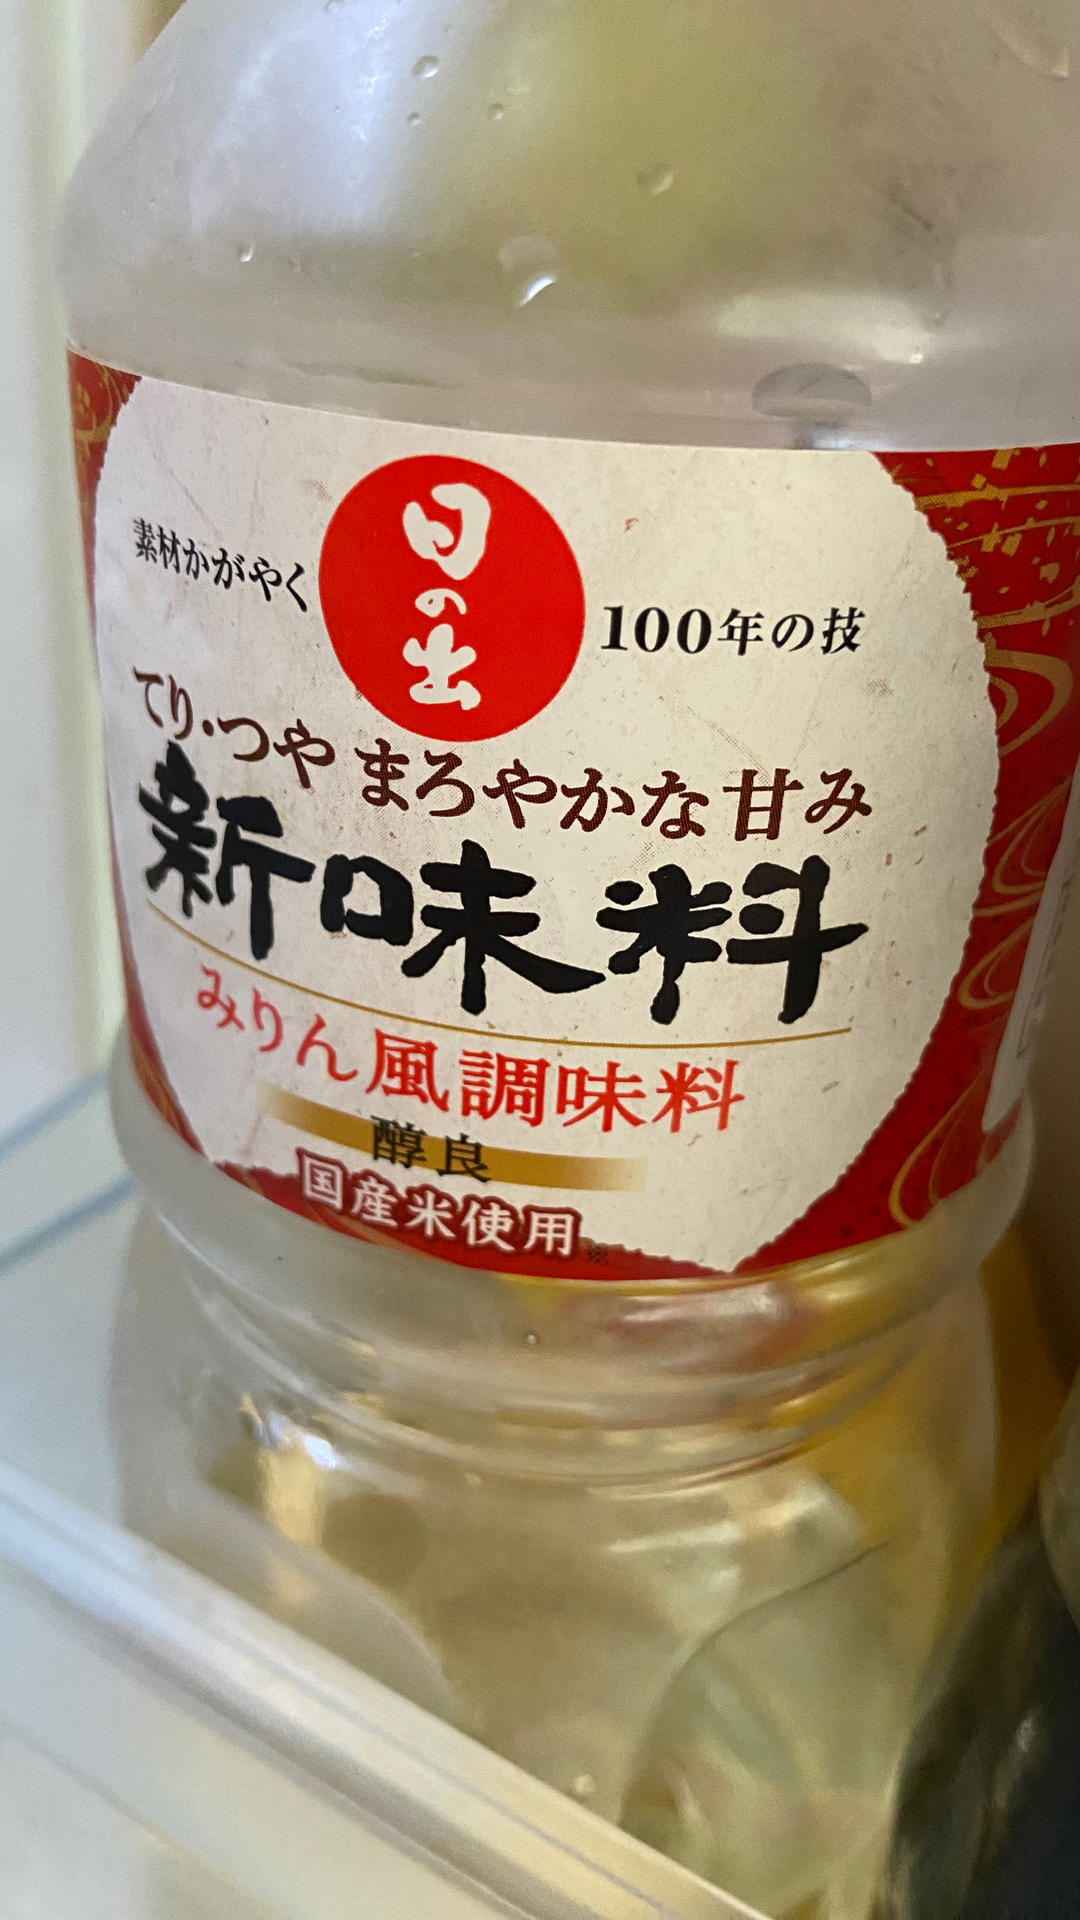 日の出
素材かがやく
100年の技
てり・つや まろやかな甘み
新味料
みりん風調味料
醇良
国産米使用※